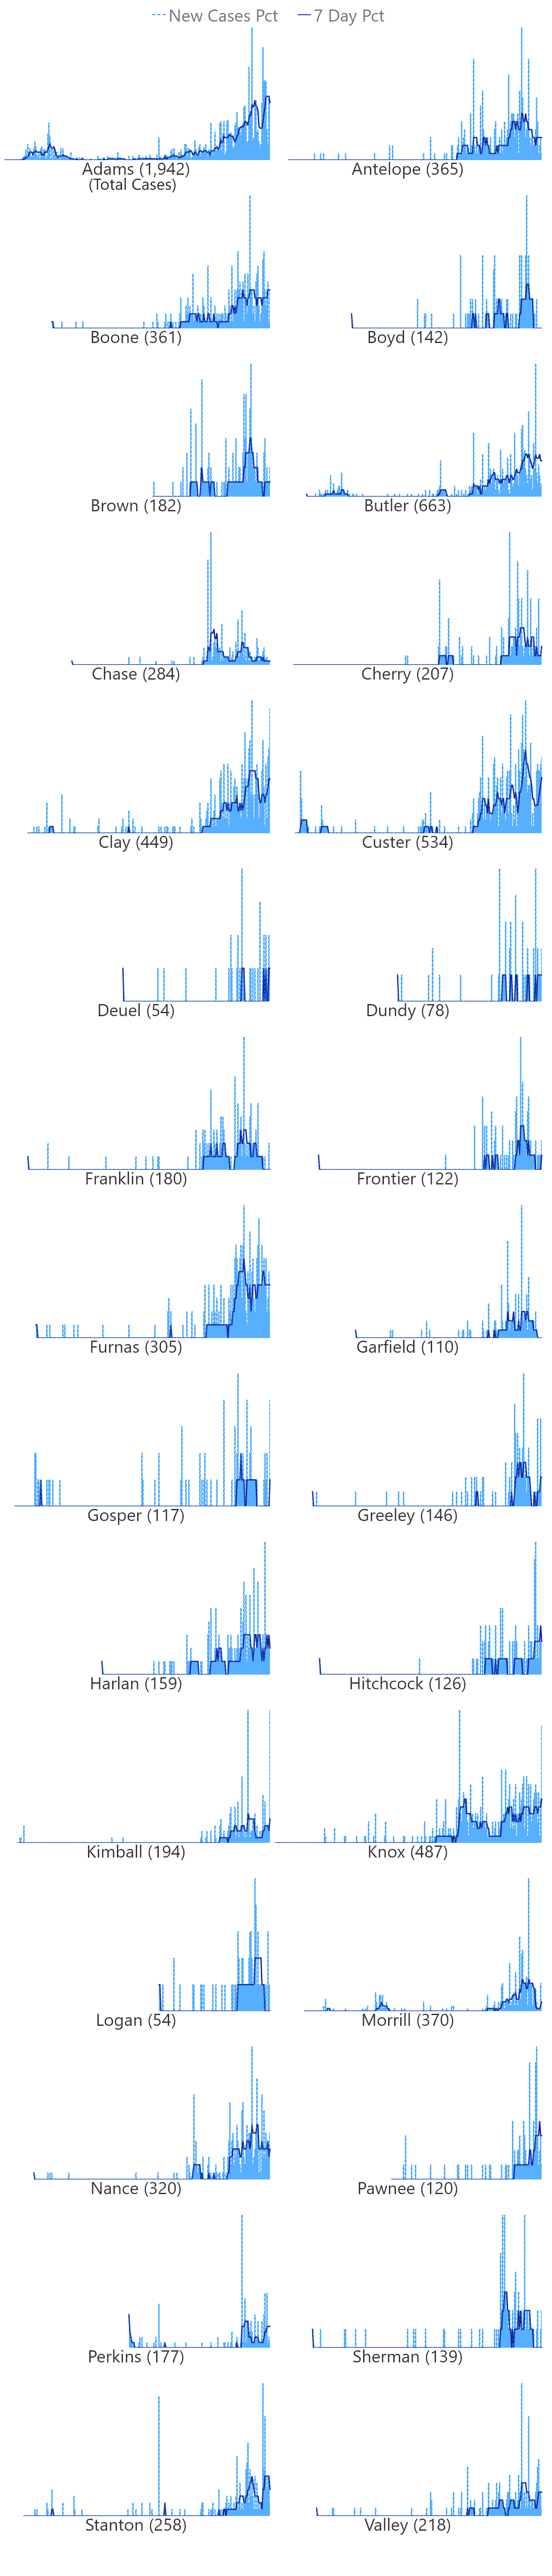 New Cases Pct 7 Day Pct
Adams (1,942) Antelope (365)
(Total Cases)
Boone (361) Boyd (142)
Brown (182) Butler (663)
Chase (284) Cherry (207)
Clay (449) Custer (534)
Deuel (54) Dundy (78)
Franklin (180) Frontier (122)
Furnas (305) Garfield (110)
Gosper (117) Greeley (146)
Harlan (159) Hitchcock (126)
Kimball (194) Knox (487)
Logan (54) Morrill (370)
Nance (320) Pawnee (120)
Perkins (177) Sherman (139)
Stanton (258) Valley (218)